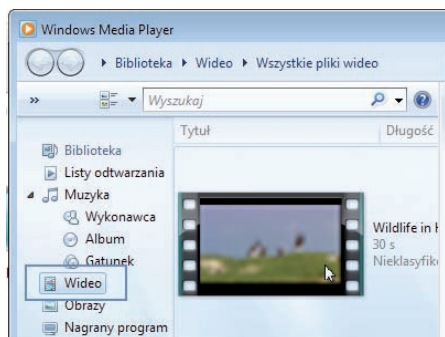 Windows Media Player
Biblioteka ▸ Wideo ▸ Wszystkie pliki wideo
» Wyszukaj
Tytuł Długość
Biblioteka
Listy odtwarzania
Muzyka
Wykonawca
Album
Gatunek
Wideo
Obrazy
Nagrany program
Wildlife in
30 s